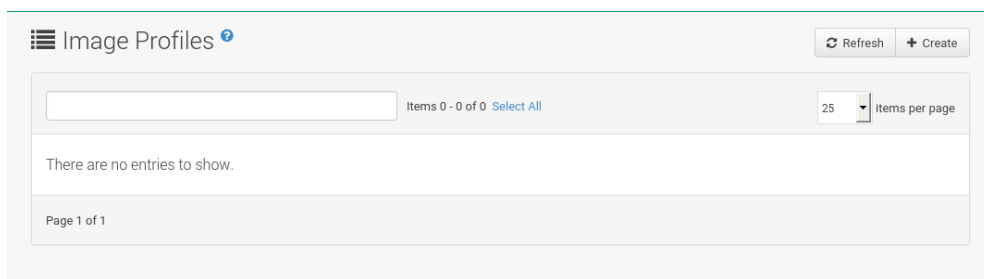 Image Profiles ?
Refresh + Create
Items 0 - 0 of 0 Select All 25 items per page
There are no entries to show.
Page 1 of 1